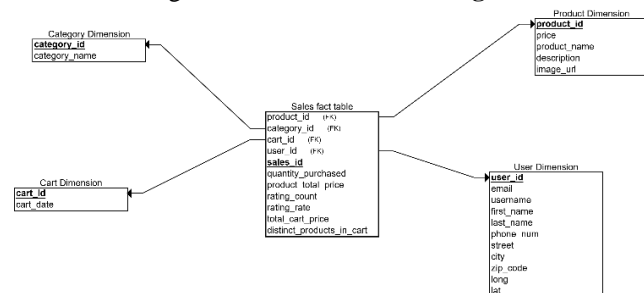 Category Dimension
category_id
category_name
Product Dimension
product_id
price
product_name
description
image_url
Sales fact table
product_id (FK)
category_id (FK)
cart_id (FK)
user_id (FK)
sales_id
quantity_purchased
product_total_price
rating_count
rating_rate
total_cart_price
distinct_products_in_cart
Cart Dimension
cart_id
cart_date
User Dimension
user_id
email
username
first_name
last_name
phone_num
street
city
zip_code
long
lat